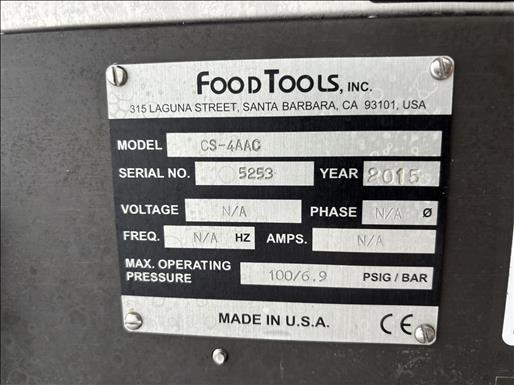 FOODTOOLS, INC.
315 LAGUNA STREET, SANTA BARBARA, CA 93101, USA
MODEL CS-4AAC
SERIAL NO. 5253 YEAR 2015
VOLTAGE N/A PHASE N/A Ø
FREQ. N/A HZ AMPS. N/A
MAX. OPERATING
PRESSURE 100/6.9 PSIG / BAR
MADE IN U.S.A. CE